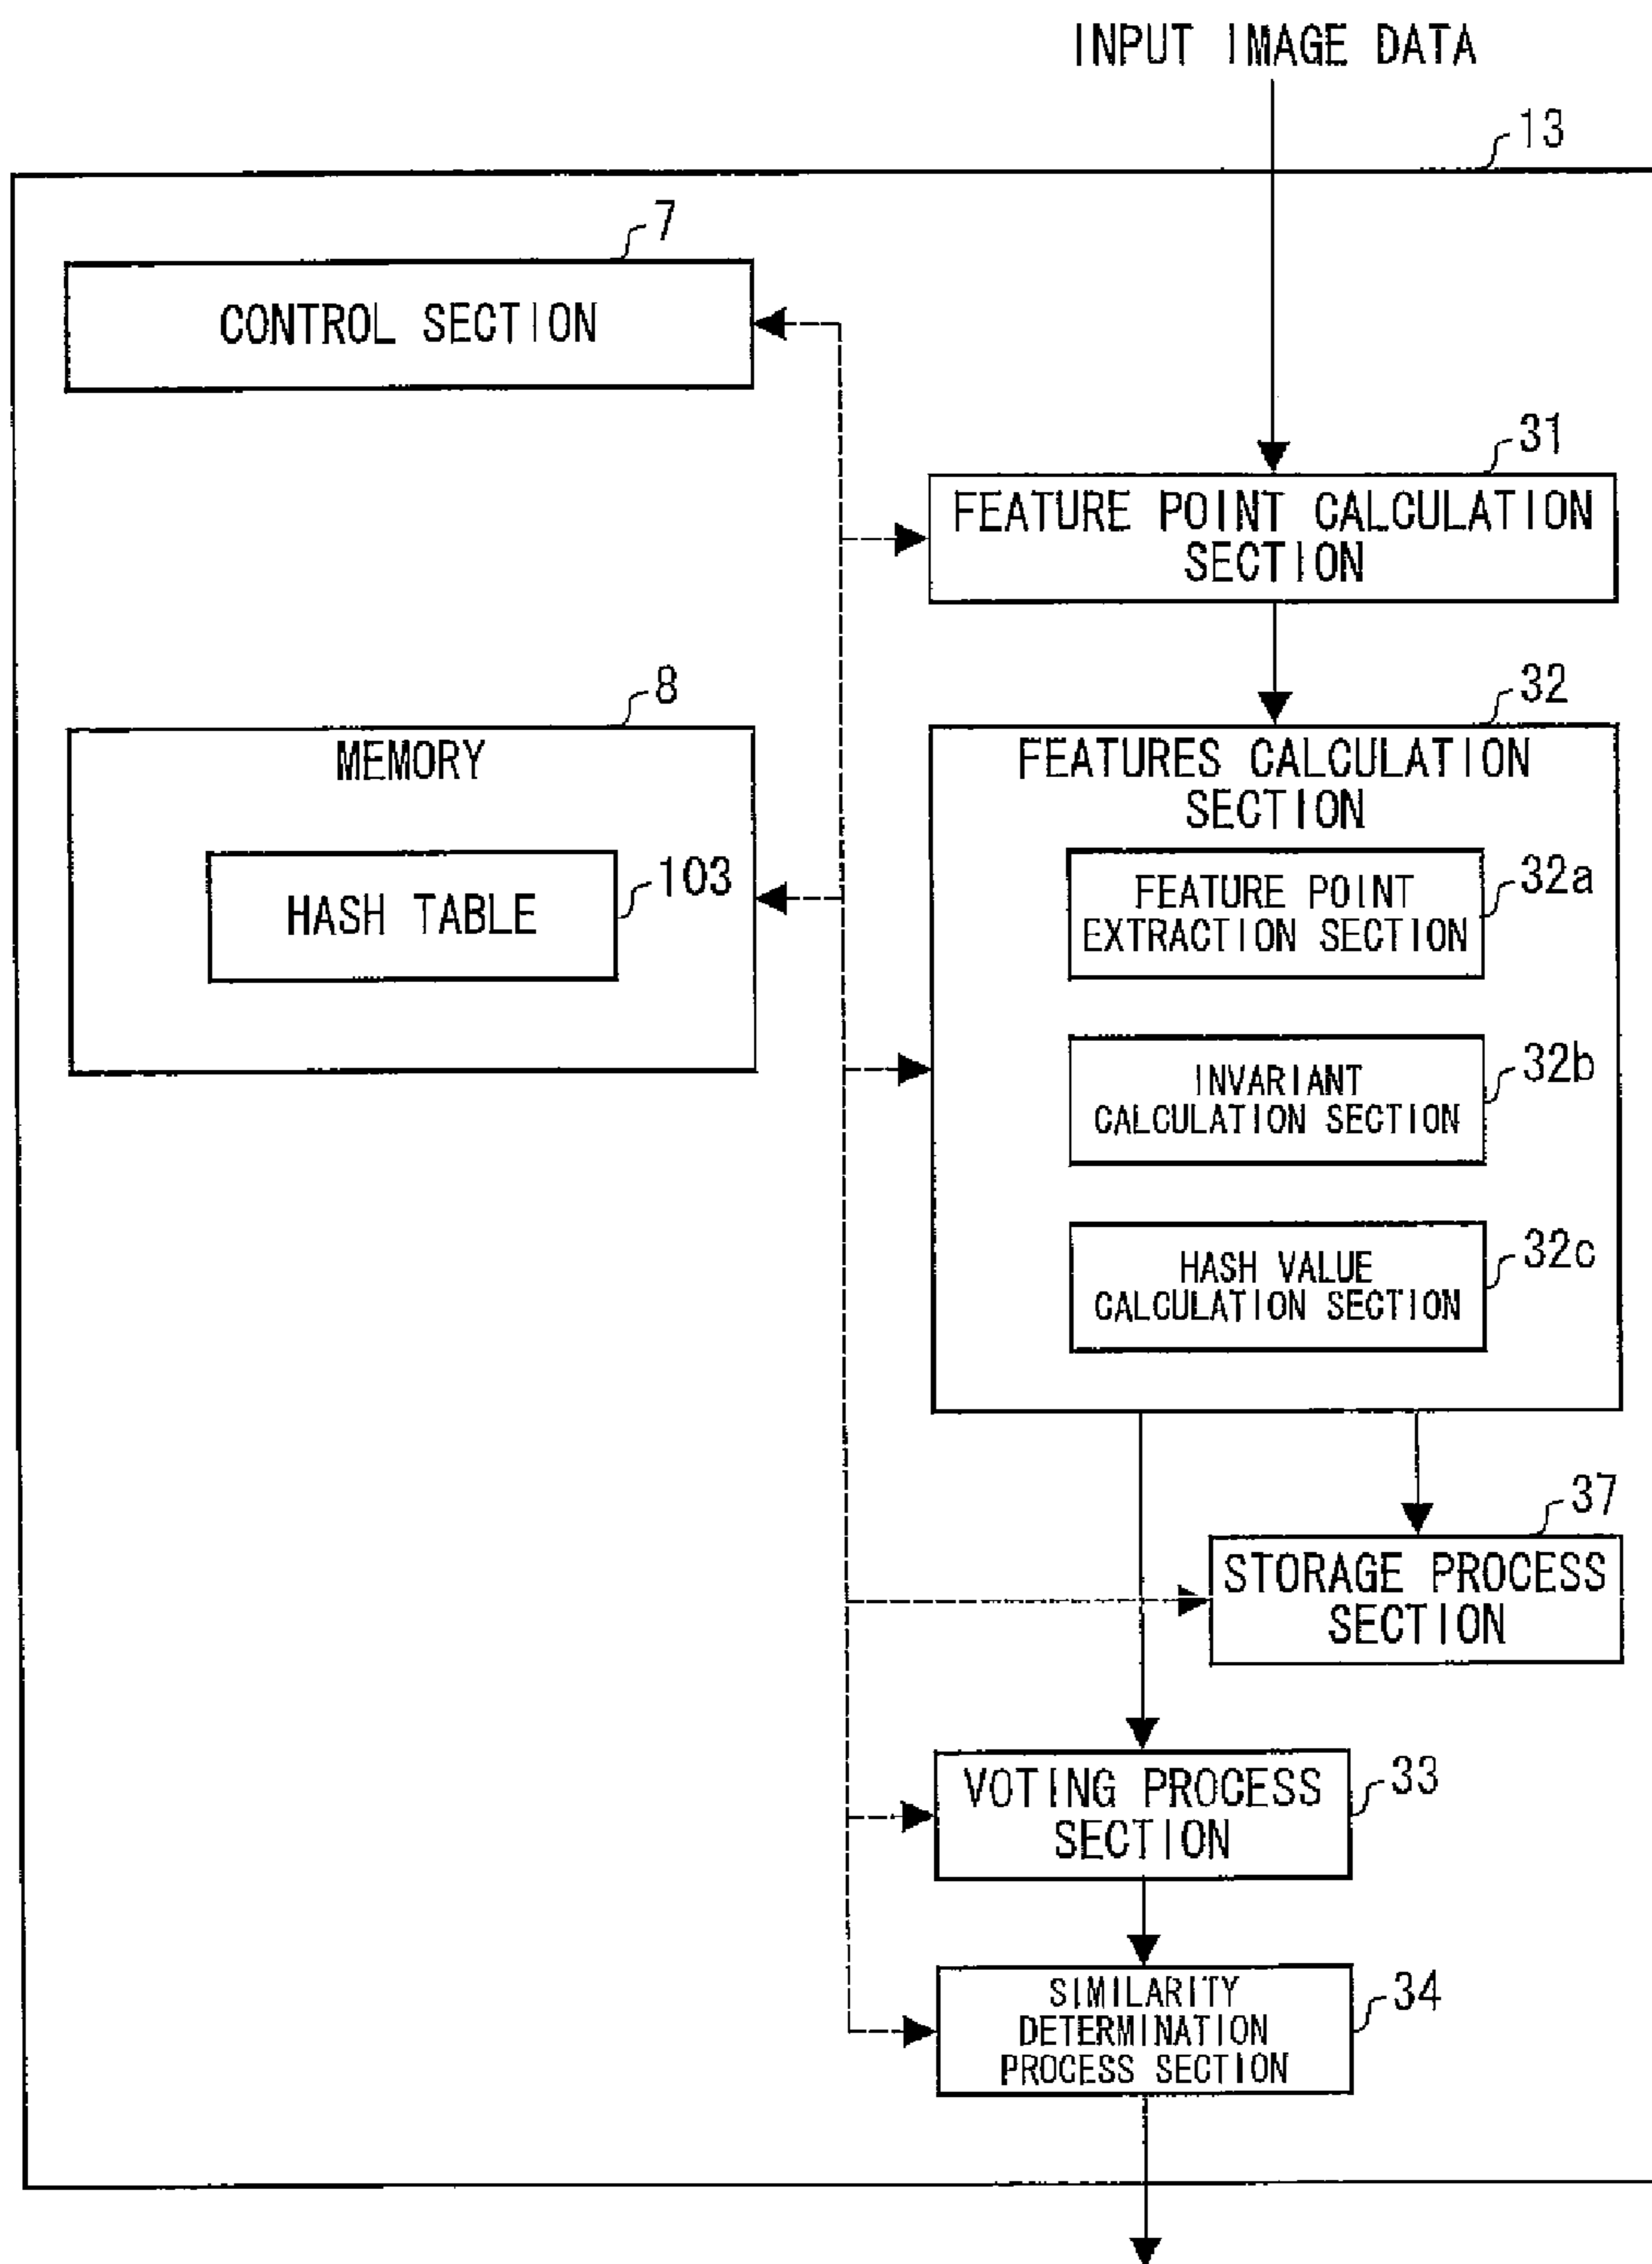 INPUT IMAGE DATA
13
7
CONTROL SECTION
31
FEATURE POINT CALCULATION
SECTION
8
MEMORY
HASH TABLE
103
32
FEATURES CALCULATION
SECTION
FEATURE POINT
EXTRACTION SECTION
32a
INVARIANT
CALCULATION SECTION
32b
HASH VALUE
CALCULATION SECTION
32c
37
STORAGE PROCESS
SECTION
VOTING PROCESS
SECTION
33
SIMILARITY
DETERMINATION
PROCESS SECTION
34